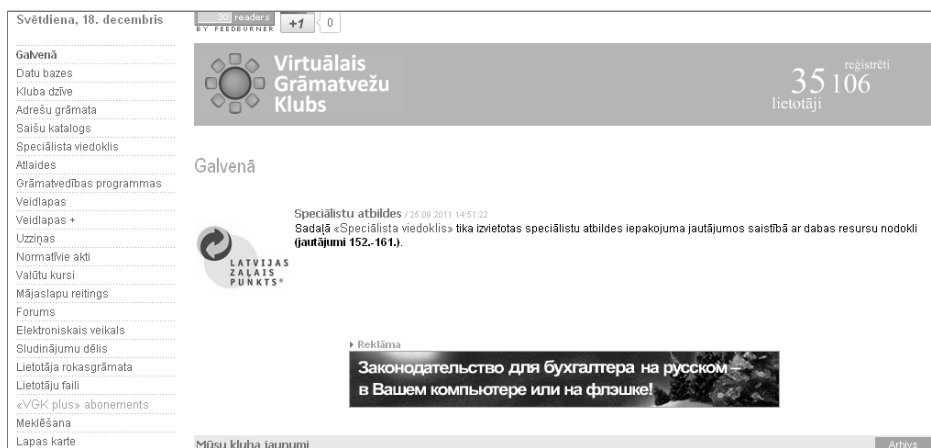 Svētdiena, 18. decembris
30 readers
BY FEEDBURNER
+1
0
Galvenā
Datu bazes
Kluba dzīve
Adrešu grāmata
Saišu katalogs
Speciālista viedoklis
Atlaides
Grāmatvedības programmas
Veidlapas
Veidlapas +
Uzziņas
Normatīvie akti
Valūtu kursi
Mājaslapu reitings
Forums
Elektroniskais veikals
Sludinājumu dēlis
Lietotāja rokasgrāmata
Lietotāju faili
«VGK plus» abonements
Meklēšana
Lapas karte
Virtuālais
Grāmatvežu
Klubs
reģistrēti
35 106
lietotāji
Galvenā
Speciālistu atbildes / 25.09.2011 14:51:22
Sadaļā «Speciālista viedoklis» tika izvietotas speciālistu atbildes iepakojuma jautājumos saistībā ar dabas resursu nodokli
(jautājumi 152.-161.).
LATVIJAS
ZAĻAIS
PUNKTS®
Reklāma
Законодательство для бухгалтера на русском –
в Вашем компьютере или на флэшке!
Mūsu kluba jaunumi
Arhīvs